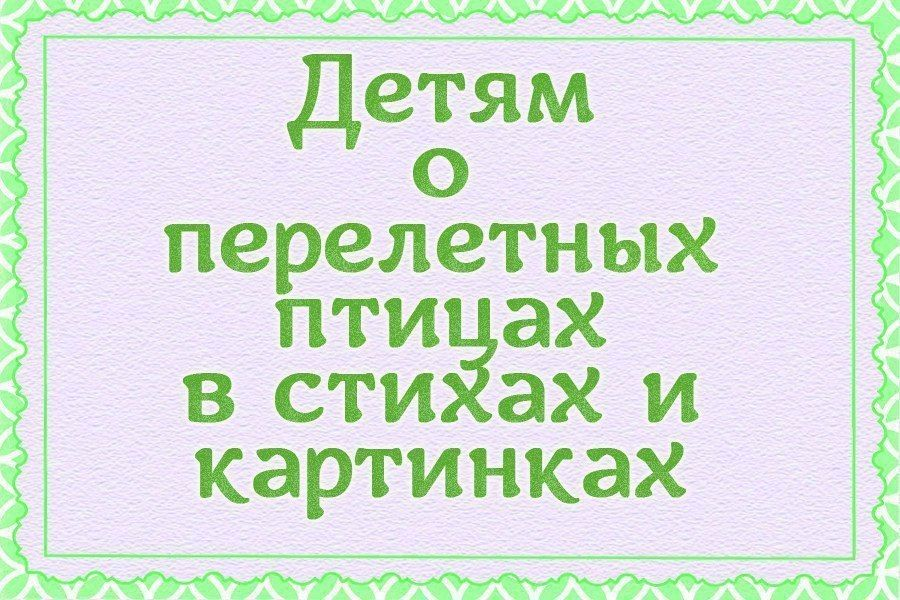 Детям
о
перелетных
птицах
в стихах и
картинках